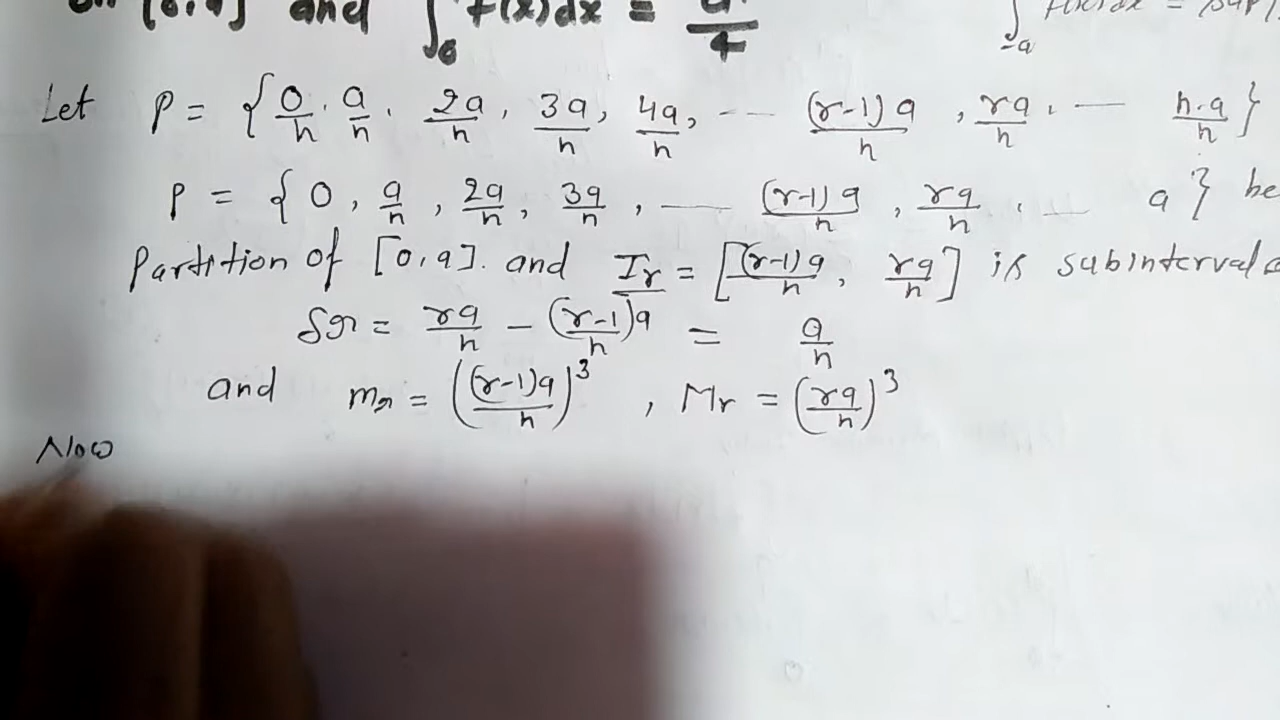 and ∫₀ f(x)dx = a/4
∫₋ₐ f(x)dx =
Let P = { 0/n, a/n, 2a/n, 3a/n, 4a/n, --- (r-1)a/n, ra/n, --- n.a/n }
P = { 0, a/n, 2a/n, 3a/n, --- (r-1)a/n, ra/n, --- a } be
Partition of [0,a]. and Ir = [(r-1)a/n, ra/n] is subinterval
δr = ra/n - (r-1)a/n = a/n
and mr = ((r-1)a/n)³, Mr = (ra/n)³
Now